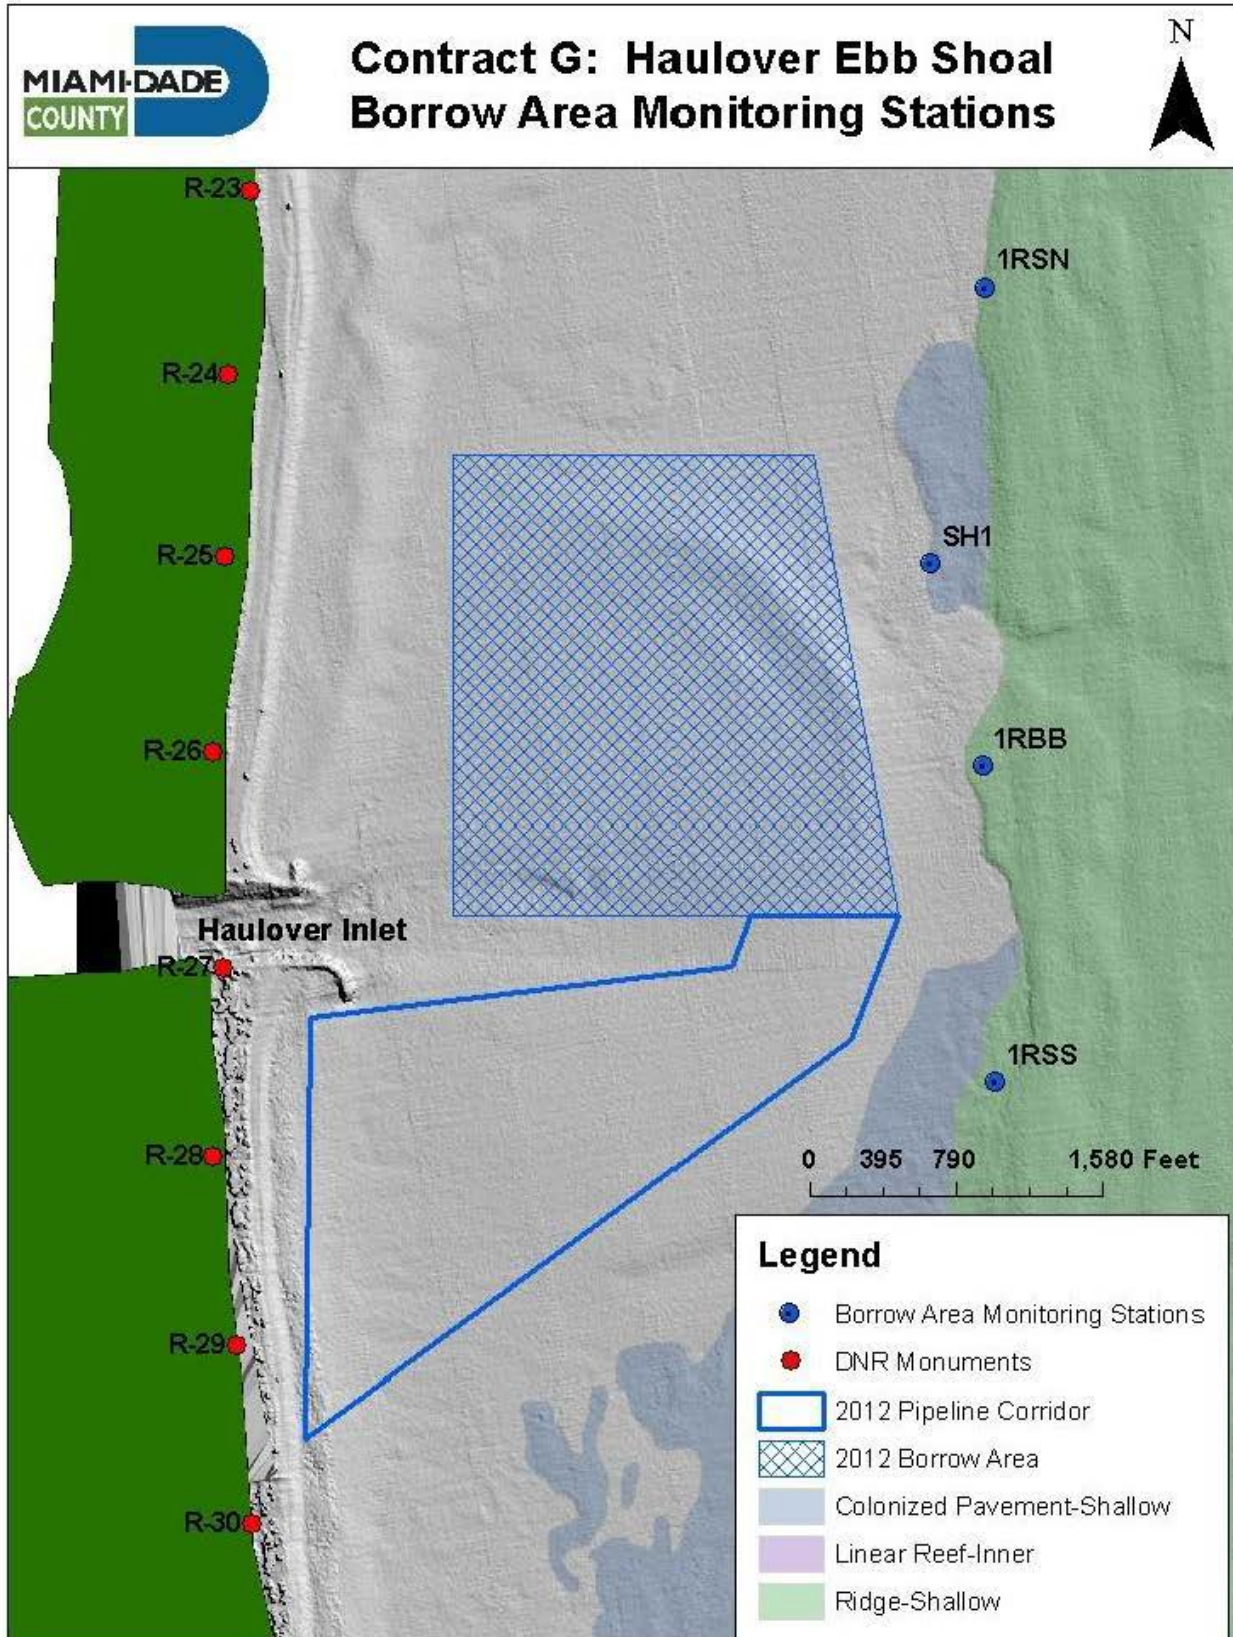 MIAMI-DADE
COUNTY
Contract G: Haulover Ebb Shoal
Borrow Area Monitoring Stations
N
R-23
1RSN
R-24
SH1
R-25
1RBB
R-26
Haulover Inlet
R-27
1RSS
R-28
0 395 790 1,580 Feet
Legend
Borrow Area Monitoring Stations
R-29
DNR Monuments
2012 Pipeline Corridor
2012 Borrow Area
Colonized Pavement-Shallow
R-30
Linear Reef-Inner
Ridge-Shallow